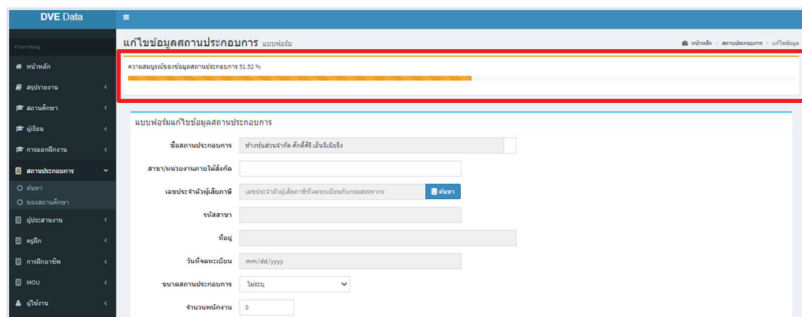 DVE Data
แก้ไขข้อมูลสถานประกอบการ แบบฟอร์ม
หน้าหลัก > สถานประกอบการ > แก้ไขข้อมูล
รายการเมนู
ความสมบูรณ์ของข้อมูลสถานประกอบการ 51.52 %
หน้าหลัก
สรุปรายงาน
สถานศึกษา
ผู้เรียน
การออกฝึกงาน
สถานประกอบการ
ค้นหา
ของสถานศึกษา
ผู้ประสานงาน
ครูฝึก
การฝึกอาชีพ
MOU
ผู้ใช้งาน
แบบฟอร์มแก้ไขข้อมูลสถานประกอบการ
ชื่อสถานประกอบการ ห้างหุ้นส่วนจำกัด ศักดิ์ศิริ เอ็นจิเนียริ่ง
สาขา/หน่วยงานภายใต้สังกัด
เลขประจำตัวผู้เสียภาษี เลขประจำตัวผู้เสียภาษีที่จดทะเบียนกับกรมสรรพากร ค้นหา
รหัสสาขา
ที่อยู่
วันที่จดทะเบียน mm/dd/yyyy
ขนาดสถานประกอบการ ไม่ระบุ
จำนวนพนักงาน 0